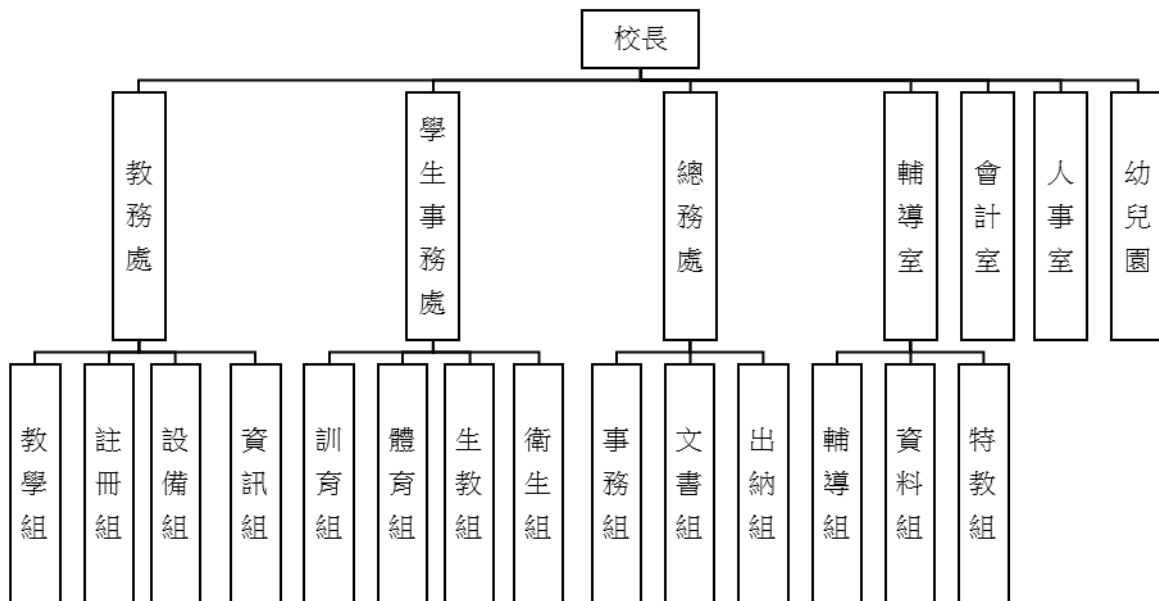 校長
教務處
學生事務處
總務處
輔導室
會計室
人事室
幼兒園
教學組
註冊組
設備組
資訊組
訓育組
體育組
生教組
衛生組
事務組
文書組
出納組
輔導組
資料組
特教組